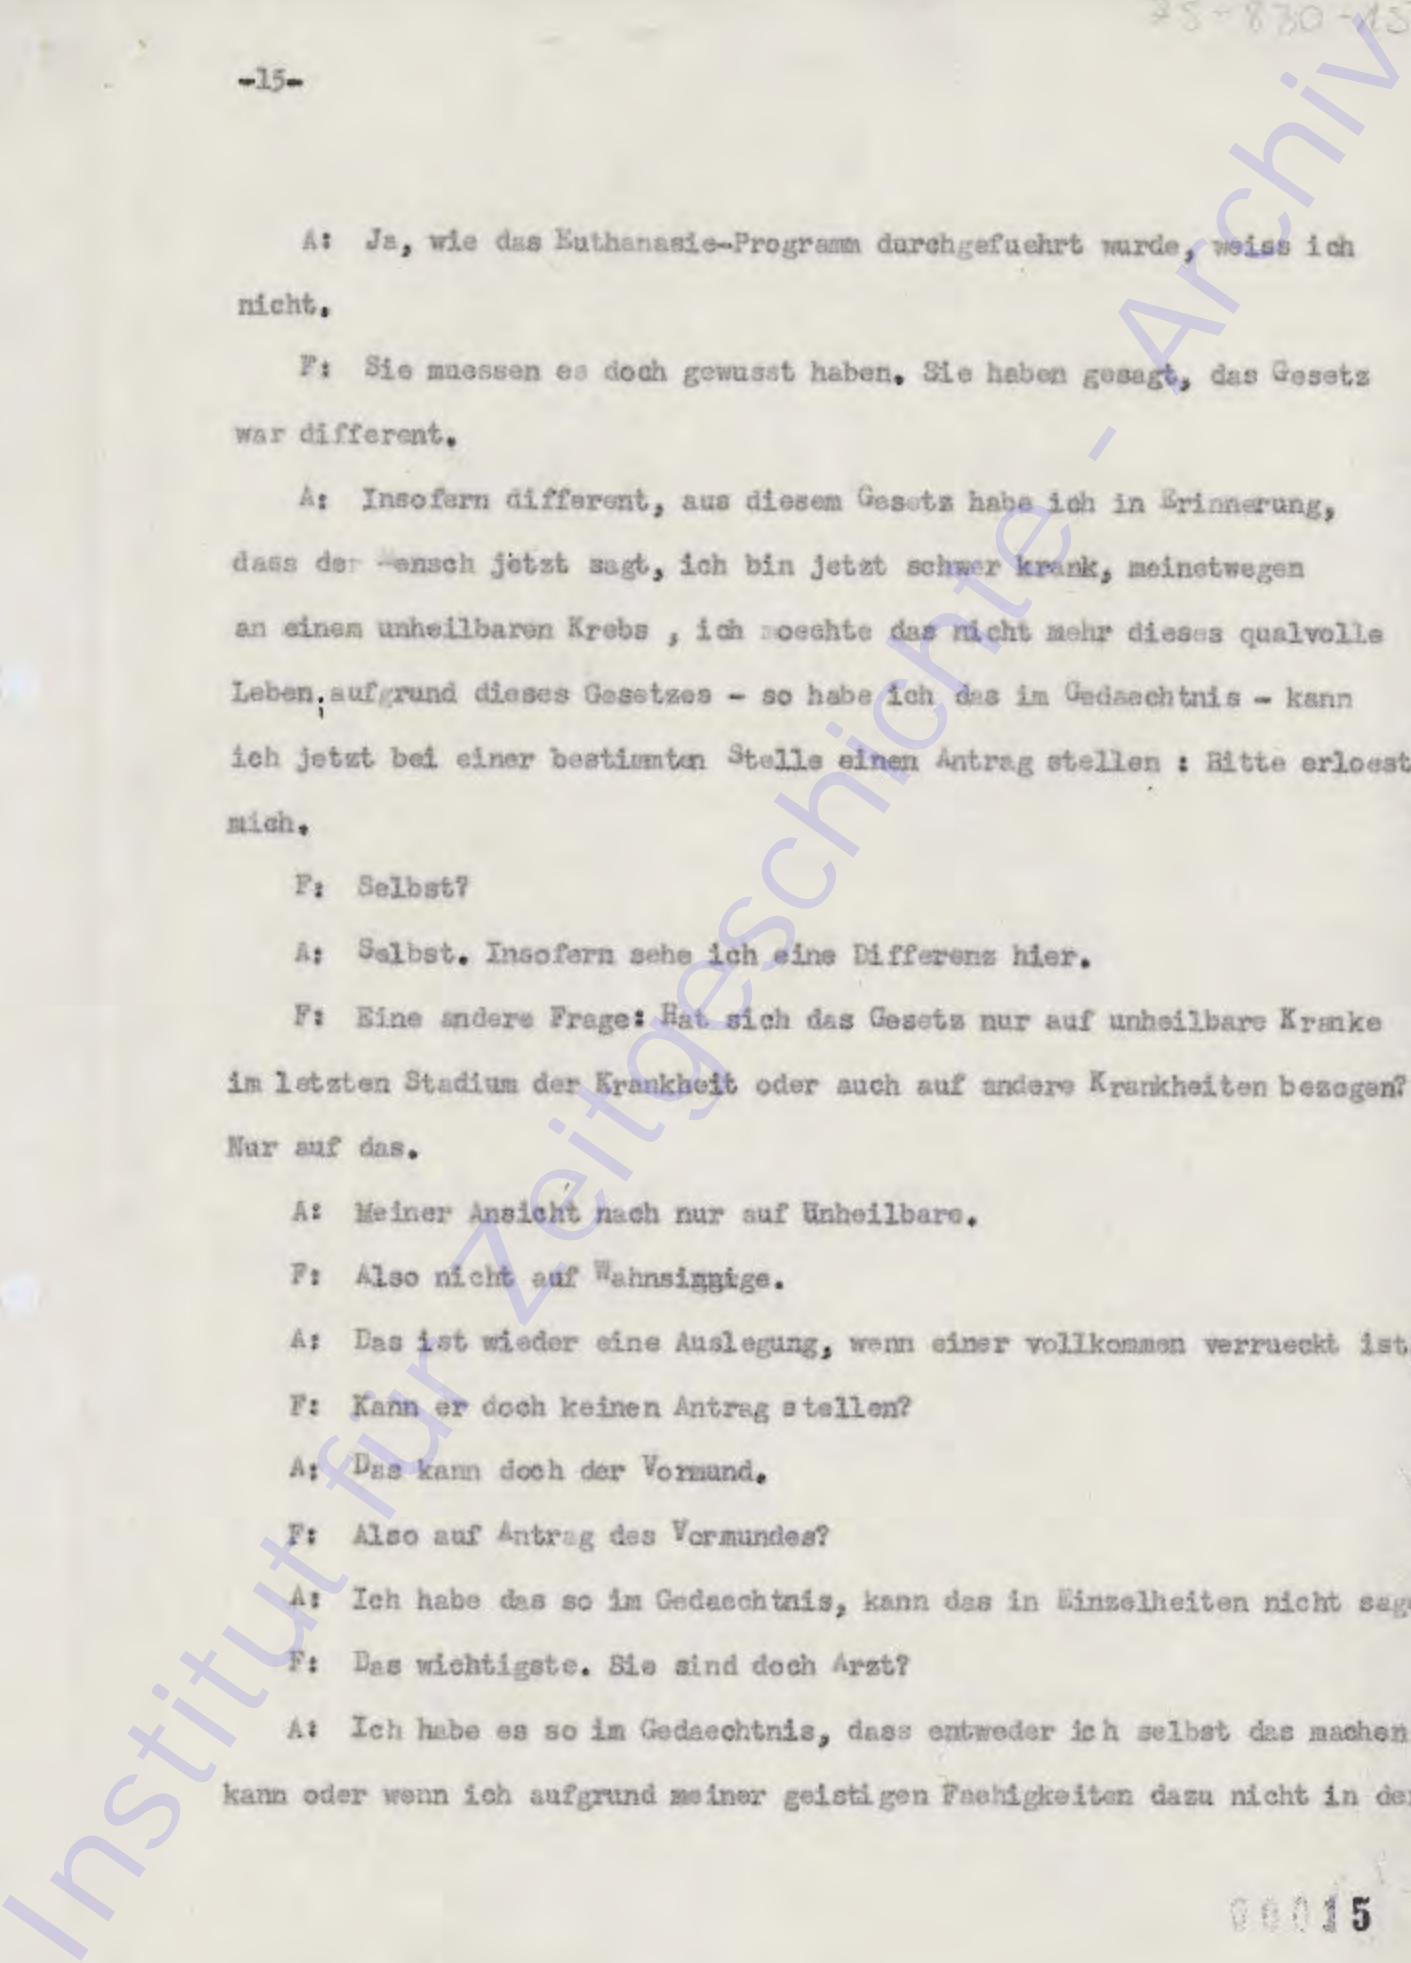 ZS-830-15
-15-
A: Ja, wie das Euthanasie-Programm durchgefuehrt wurde, weiss ich
nicht.
F: Sie muessen es doch gewusst haben. Sie haben gesagt, das Gesetz
war different.
A: Insofern different, aus diesem Gesetz habe ich in Erinnerung,
dass der Mensch jetzt sagt, ich bin jetzt schwer krank, meinetwegen
an einem unheilbaren Krebs , ich moechte das nicht mehr dieses qualvolle
Leben; aufgrund dieses Gesetzes - so habe ich das im Gedaechtnis - kann
ich jetzt bei einer bestimmten Stelle einen Antrag stellen : Bitte erloest
mich.
F: Selbst?
A: Selbst. Insofern sehe ich eine Differenz hier.
F: Eine andere Frage: Hat sich das Gesetz nur auf unheilbare Kranke
im letzten Stadium der Krankheit oder auch auf andere Krankheiten bezogen?
Nur auf das.
A: Meiner Ansicht nach nur auf Unheilbare.
F: Also nicht auf Wahnsinnige.
A: Das ist wieder eine Auslegung, wenn einer vollkommen verrueckt ist
F: Kann er doch keinen Antrag stellen?
A: Das kann doch der Vormund.
F: Also auf Antrag des Vormundes?
A: Ich habe das so im Gedaechtnis, kann das in Einzelheiten nicht sage
F: Das wichtigste. Sie sind doch Arzt?
A: Ich habe es so im Gedaechtnis, dass entweder ich selbst das machen
kann oder wenn ich aufgrund meiner geistigen Faehigkeiten dazu nicht in der
00015
Institut für Zeitgeschichte - Archiv